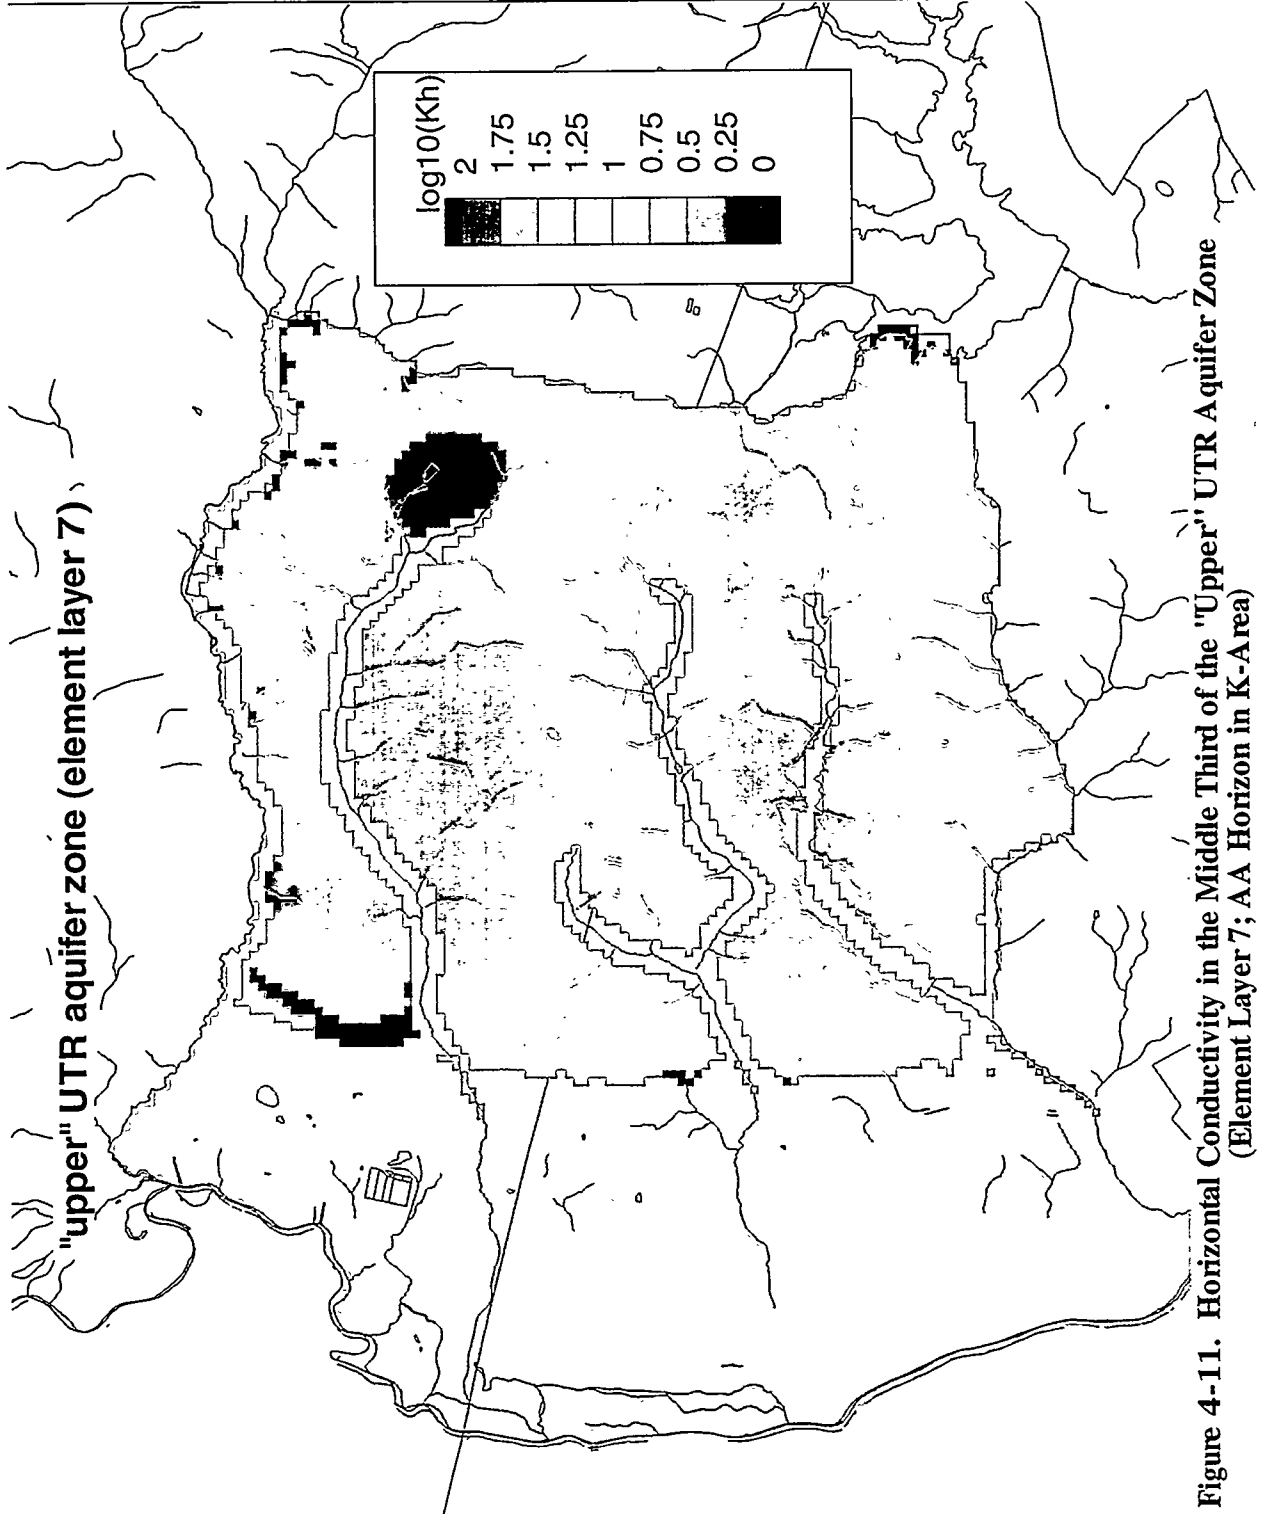 "upper" UTR aquifer zone (element layer 7)
log10(Kh)
2
1.75
1.5
1.25
1
0.75
0.5
0.25
0
Figure 4-11. Horizontal Conductivity in the Middle Third of the "Upper" UTR Aquifer Zone
(Element Layer 7; AA Horizon in K-Area)